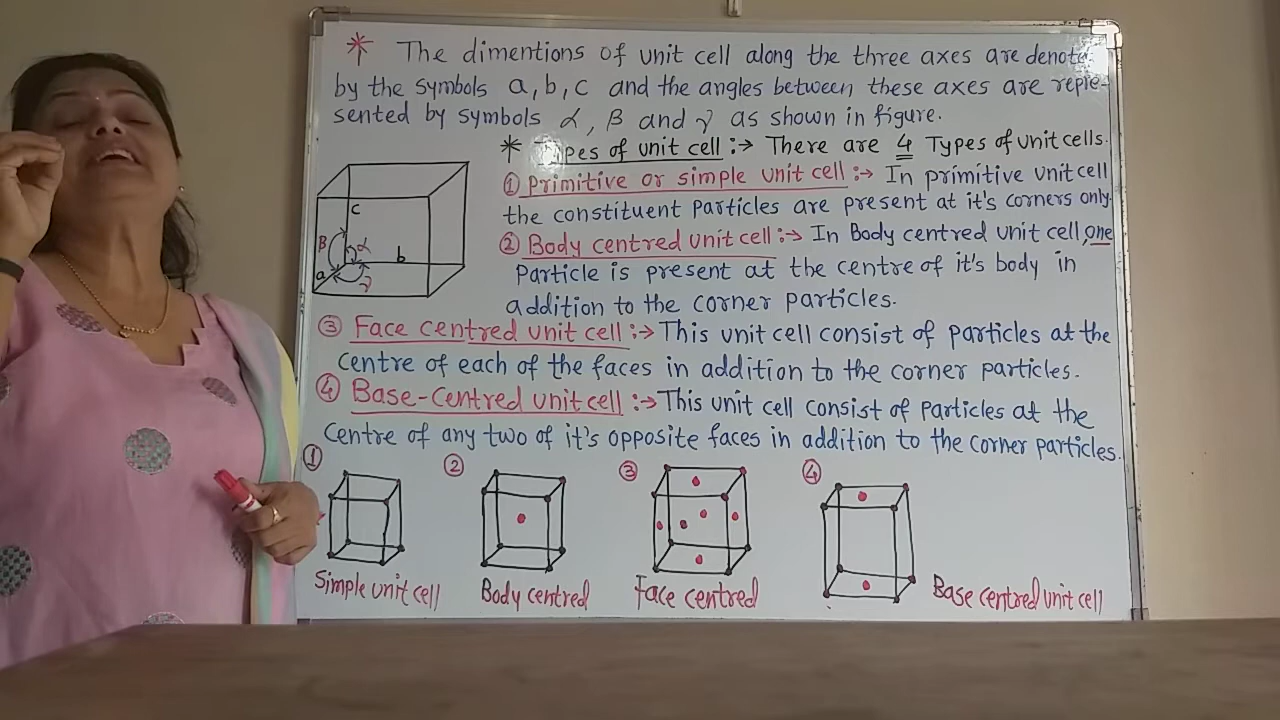 * The dimentions of unit cell along the three axes are denote
by the symbols a, b, c and the angles between these axes are repre-
sented by symbols α, β and γ as shown in figure.
* Types of unit cell :→ There are 4 Types of unit cells.
① Primitive or simple unit cell :→ In primitive unit cell
the constituent particles are present at it's corners only.
② Body centred unit cell :→ In Body centred unit cell, one
Particle is present at the centre of it's body in
addition to the corner particles.
c
β α
a b
γ
③ Face centred unit cell :→ This unit cell consist of particles at the
centre of each of the faces in addition to the corner particles.
④ Base-Centred unit cell :→ This unit cell consist of Particles at the
Centre of any two of it's opposite faces in addition to the corner particles.
① ② ③ ④
Simple unit cell Body centred Face centred Base centred unit cell